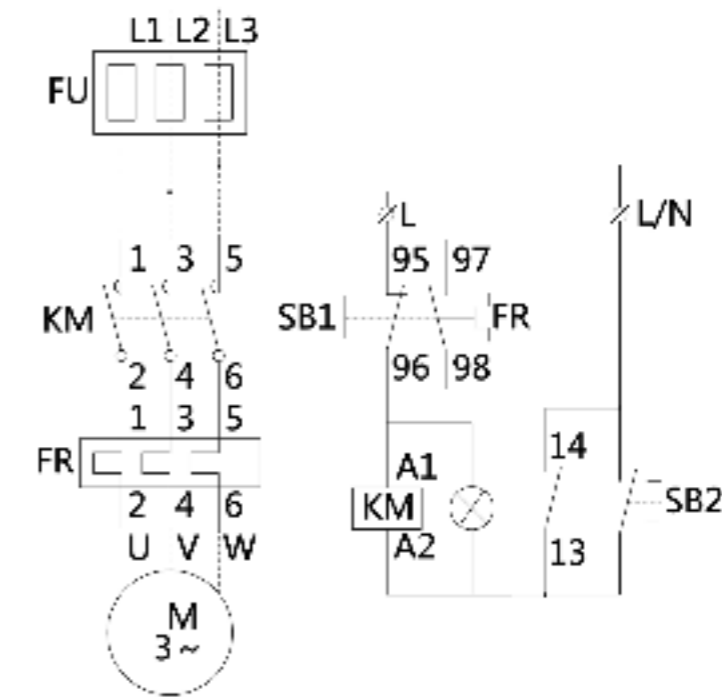 L1 L2 L3
FU
1 3 5
KM
2 4 6
1 3 5
FR
2 4 6
U V W
M
3 ~
L
95 97
SB1
FR
96 98
A1
KM
A2
L/N
14
SB2
13